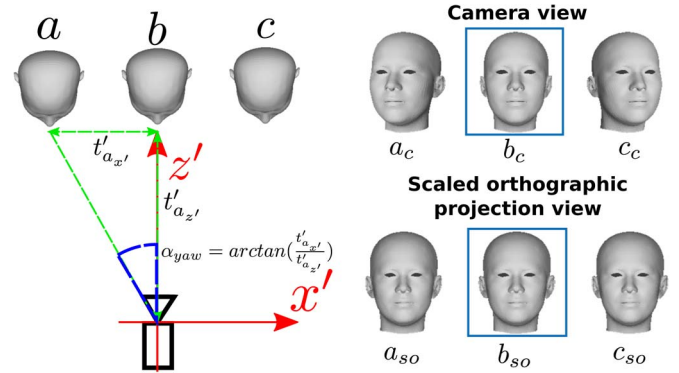 a b c
t'_{a_{x'}}
z'
t'_{a_{z'}}
α_{yaw} = arctan(\frac{t'_{a_{x'}}}{t'_{a_{z'}}})
x'
Camera view
a_c b_c c_c
Scaled orthographic
projection view
a_{so} b_{so} c_{so}